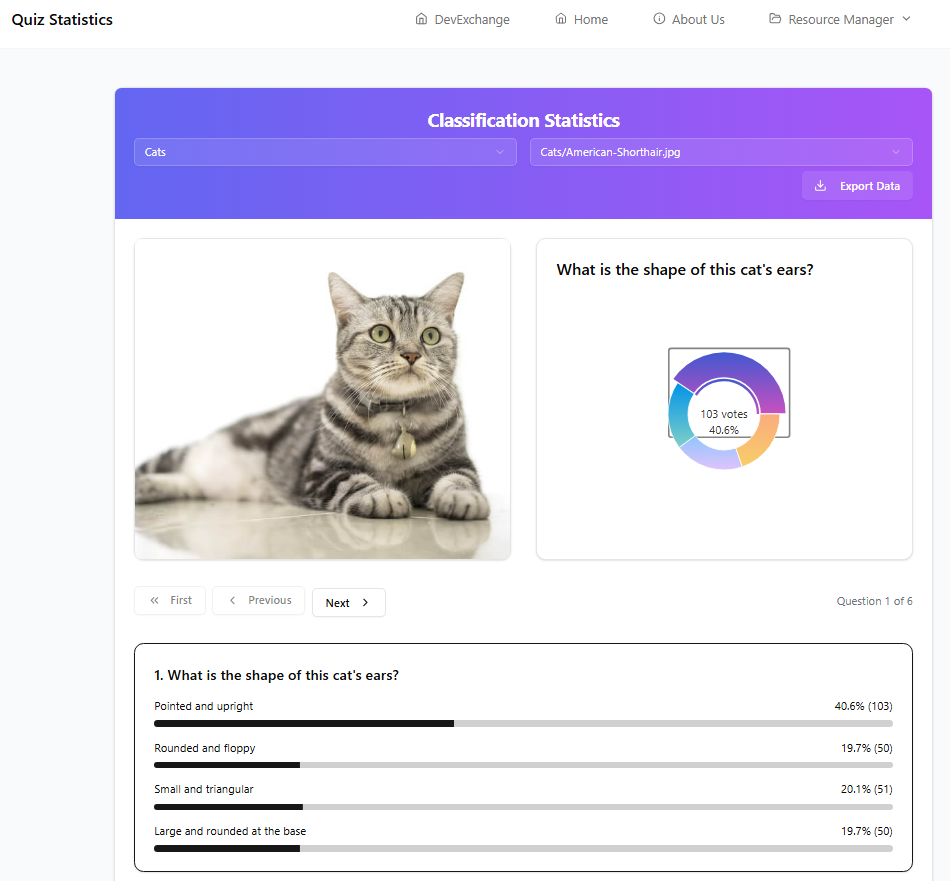 Quiz Statistics
DevExchange
Home
About Us
Resource Manager
Classification Statistics
Cats
Cats/American-Shorthair.jpg
Export Data
What is the shape of this cat's ears?
103 votes
40.6%
First
Previous
Next
Question 1 of 6
1. What is the shape of this cat's ears?
Pointed and upright 40.6% (103)
Rounded and floppy 19.7% (50)
Small and triangular 20.1% (51)
Large and rounded at the base 19.7% (50)